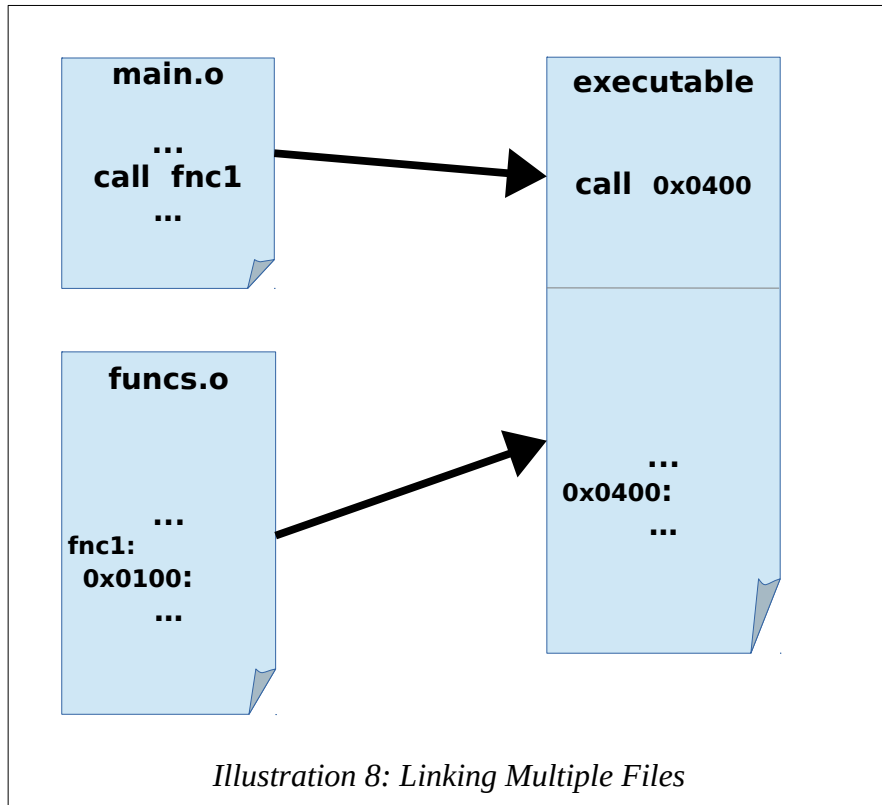 main.o
...
call fnc1
...
funcs.o
...
fnc1:
0x0100:
...
executable
call 0x0400
...
0x0400:
...
Illustration 8: Linking Multiple Files